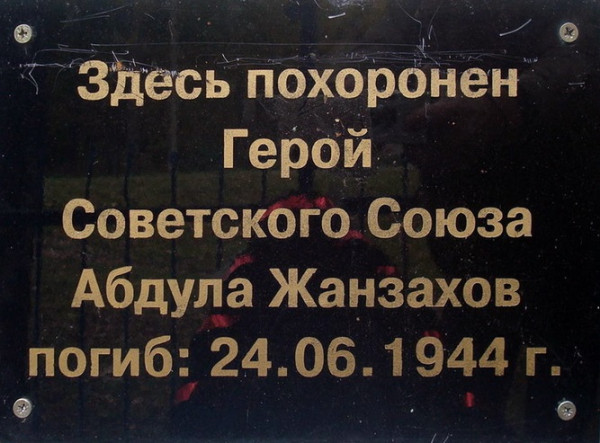 Здесь похоронен
Герой
Советского Союза
Абдула Жанзахов
погиб: 24.06.1944 г.